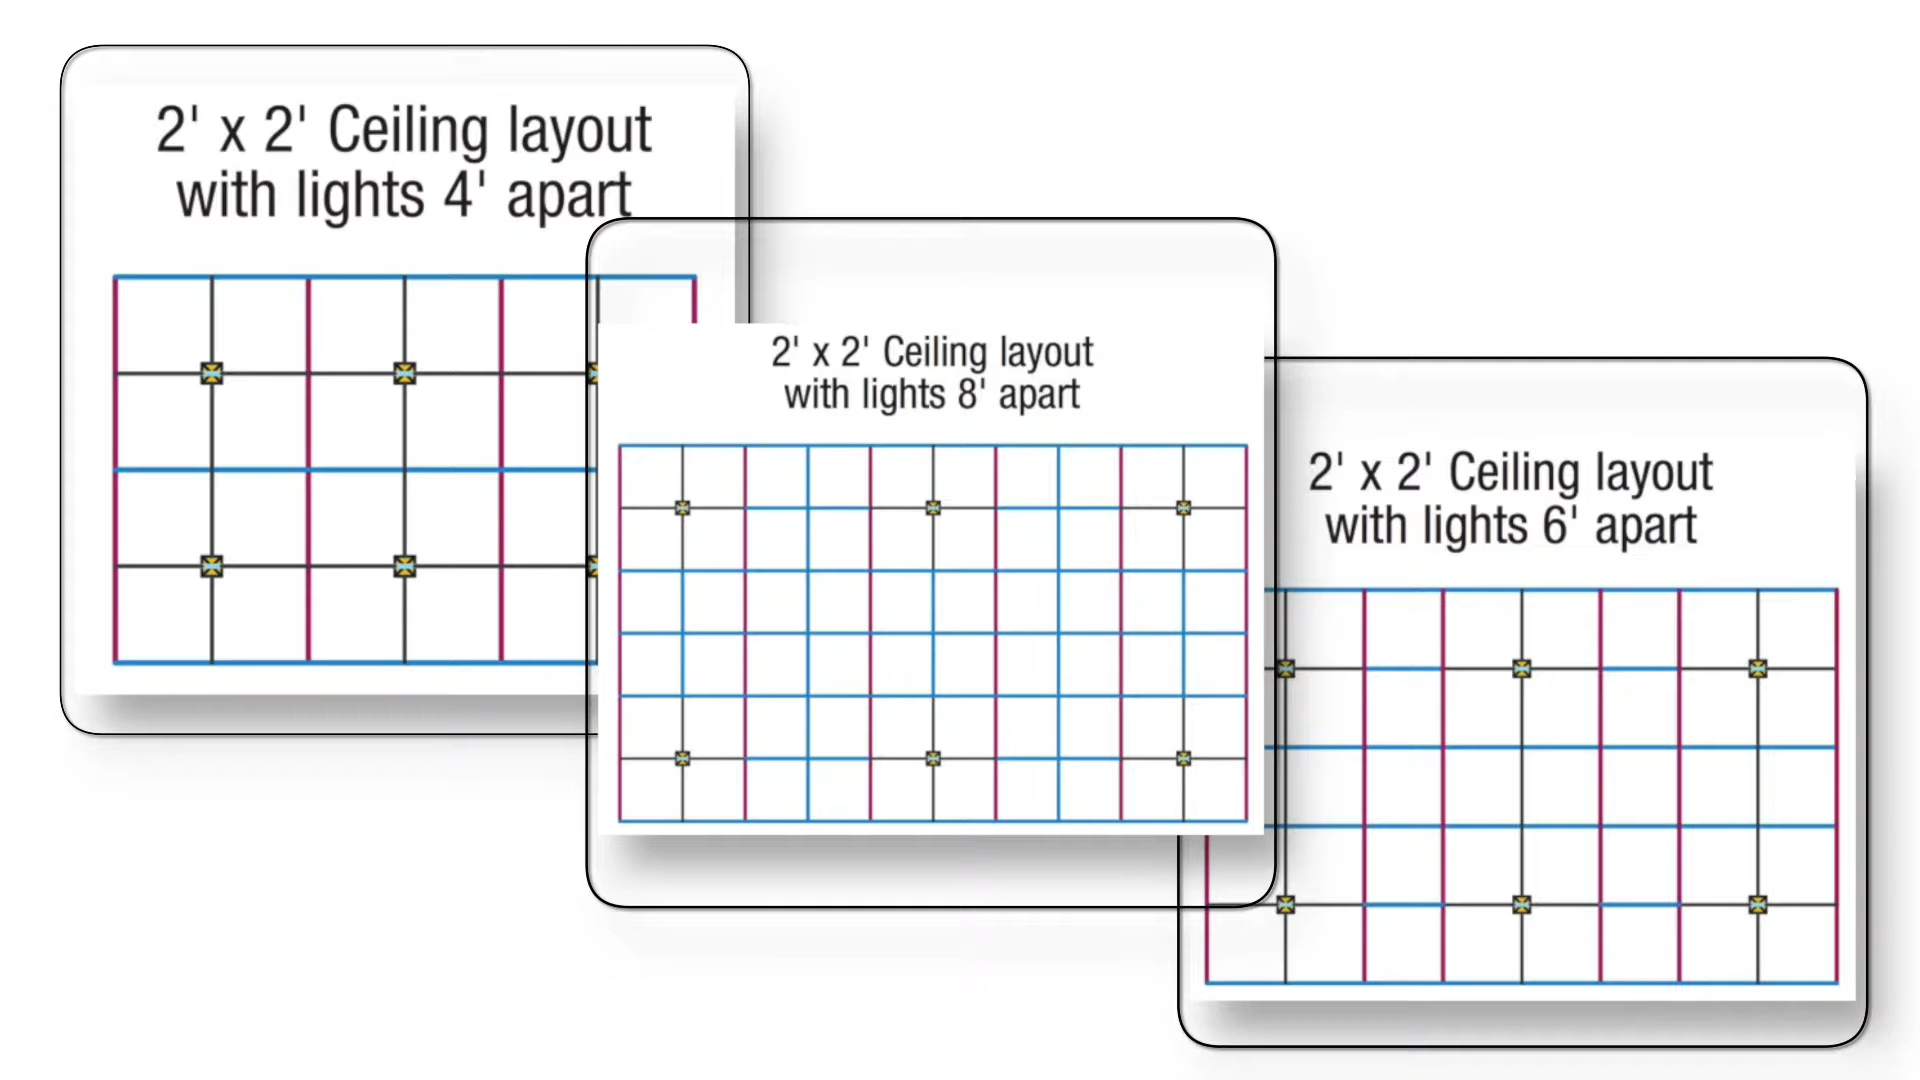 2' x 2' Ceiling layout
with lights 4' apart
2' x 2' Ceiling layout
with lights 8' apart
2' x 2' Ceiling layout
with lights 6' apart